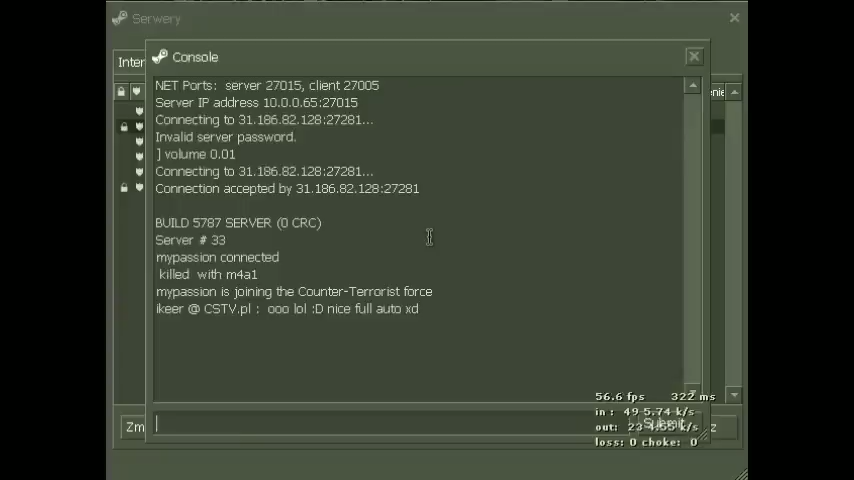 Serwery
Inter
Console
NET Ports:  server 27015, client 27005
Server IP address 10.0.0.65:27015
Connecting to 31.186.82.128:27281...
Invalid server password.
] volume 0.01
Connecting to 31.186.82.128:27281...
Connection accepted by 31.186.82.128:27281
BUILD 5787 SERVER (0 CRC)
Server # 33
mypassion connected
killed  with m4a1
mypassion is joining the Counter-Terrorist force
ikeer @ CSTV.pl :  ooo lol :D nice full auto xd
56.6 fps 322 ms
in : 49 5.74 k/s
out: 23 k/s
loss: 0 choke: 0
Submit
Zm
z